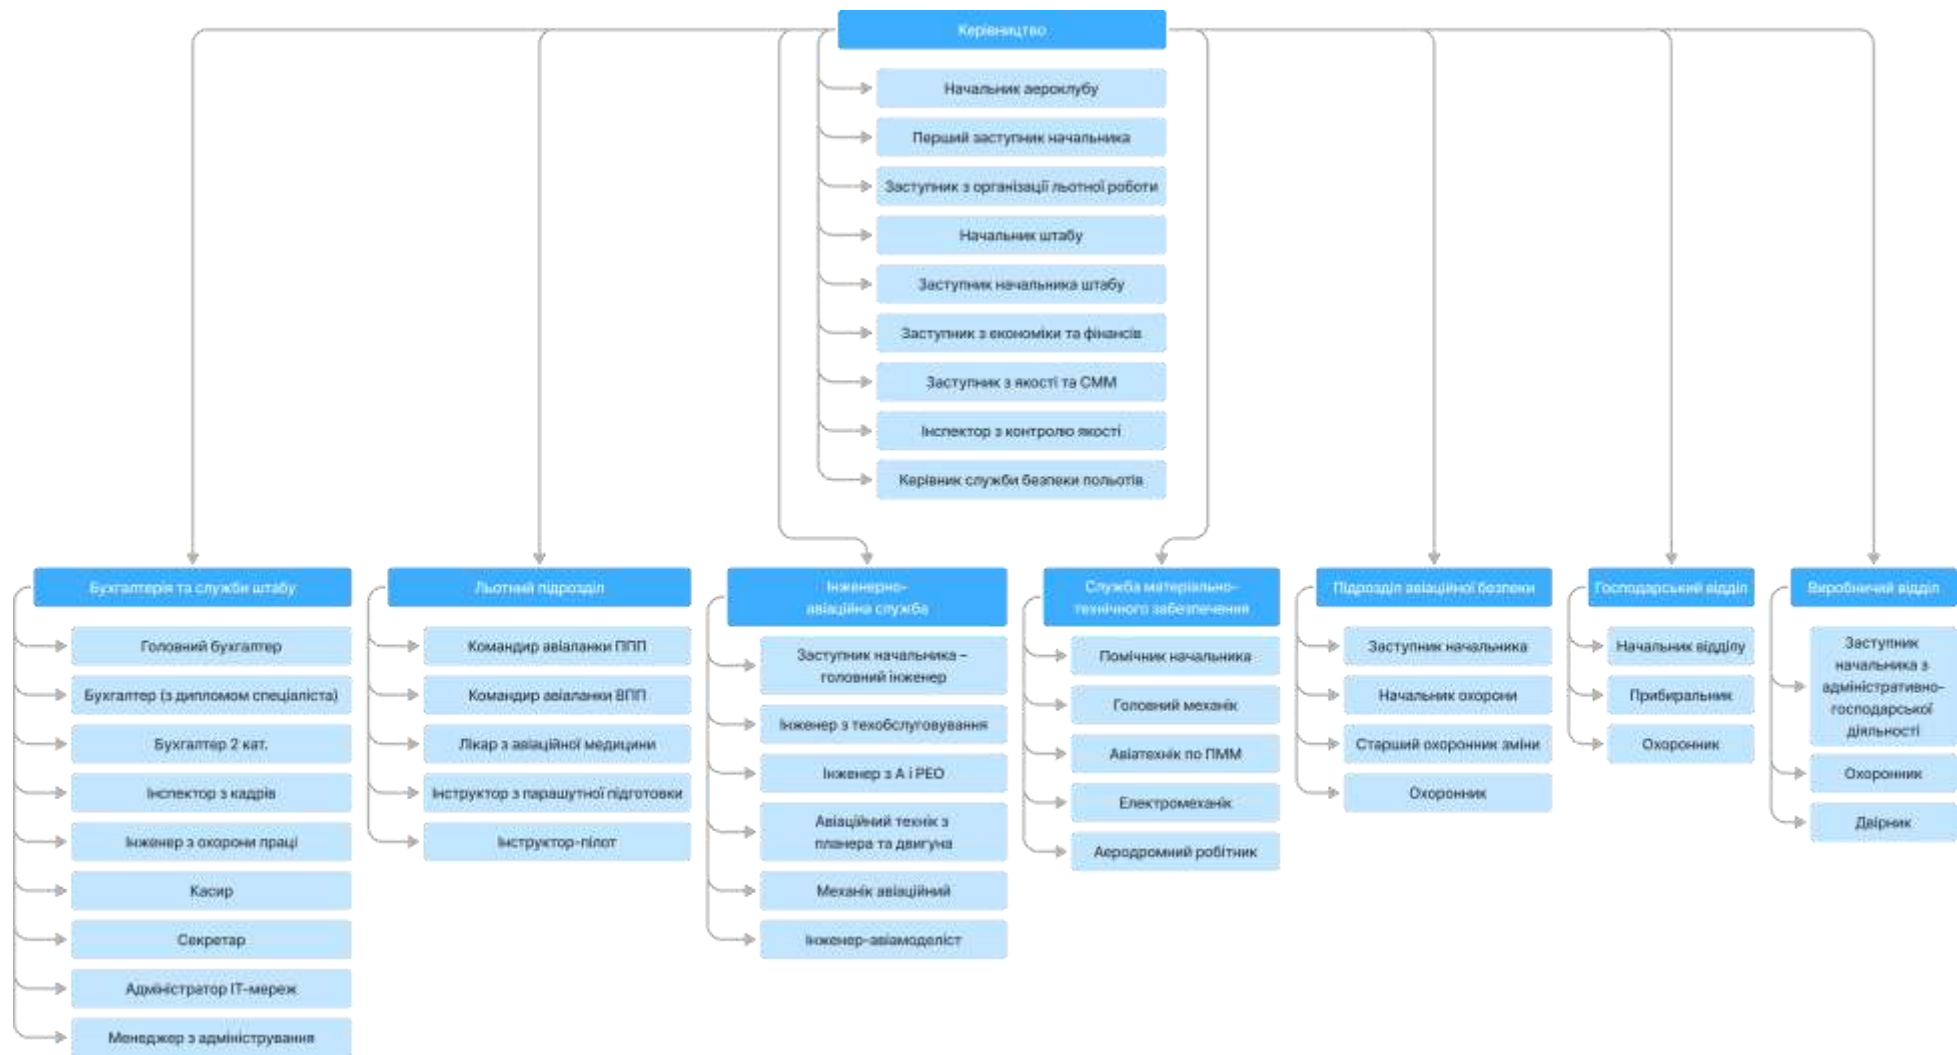 Керівництво
Начальник аероклубу
Перший заступник начальника
Заступник з організації льотної роботи
Начальник штабу
Заступник начальника штабу
Заступник з економіки та фінансів
Заступник з якості та СММ
Інспектор з контролю якості
Керівник служби безпеки польотів
Бухгалтерія та служби штабу
Головний бухгалтер
Бухгалтер (з дипломом спеціаліста)
Бухгалтер 2 кат.
Інспектор з кадрів
Інженер з охорони праці
Касир
Секретар
Адміністратор ІТ-мереж
Менеджер з адміністрування
Льотний підрозділ
Командир авіаланки ППП
Командир авіаланки ВПП
Лікар з авіаційної медицини
Інструктор з парашутної підготовки
Інструктор-пілот
Інженерно-
авіаційна служба
Заступник начальника –
головний інженер
Інженер з техобслуговування
Інженер з А і РЕО
Авіаційний технік з
планера та двигуна
Механік авіаційний
Інженер-авіамоделіст
Служба матеріально-
технічного забезпечення
Помічник начальника
Головний механік
Авіатехнік по ПММ
Електромеханік
Аеродромний робітник
Підрозділ авіаційної безпеки
Заступник начальника
Начальник охорони
Старший охоронник зміни
Охоронник
Господарський відділ
Начальник відділу
Прибиральник
Охоронник
Виробничий відділ
Заступник
начальника з
адміністративно-
господарської
діяльності
Охоронник
Двірник